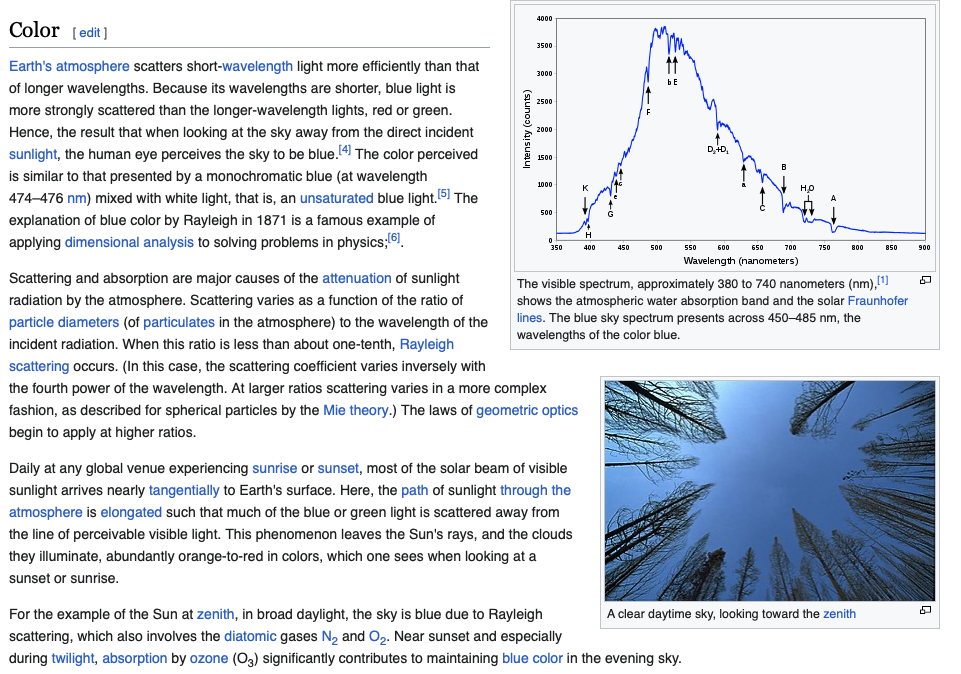 Color [ edit ]
Earth's atmosphere scatters short-wavelength light more efficiently than that
of longer wavelengths. Because its wavelengths are shorter, blue light is
more strongly scattered than the longer-wavelength lights, red or green.
Hence, the result that when looking at the sky away from the direct incident
sunlight, the human eye perceives the sky to be blue.[4] The color perceived
is similar to that presented by a monochromatic blue (at wavelength
474–476 nm) mixed with white light, that is, an unsaturated blue light.[5] The
explanation of blue color by Rayleigh in 1871 is a famous example of
applying dimensional analysis to solving problems in physics;[6].
Scattering and absorption are major causes of the attenuation of sunlight
radiation by the atmosphere. Scattering varies as a function of the ratio of
particle diameters (of particulates in the atmosphere) to the wavelength of the
incident radiation. When this ratio is less than about one-tenth, Rayleigh
scattering occurs. (In this case, the scattering coefficient varies inversely with
the fourth power of the wavelength. At larger ratios scattering varies in a more complex
fashion, as described for spherical particles by the Mie theory.) The laws of geometric optics
begin to apply at higher ratios.
Daily at any global venue experiencing sunrise or sunset, most of the solar beam of visible
sunlight arrives nearly tangentially to Earth's surface. Here, the path of sunlight through the
atmosphere is elongated such that much of the blue or green light is scattered away from
the line of perceivable visible light. This phenomenon leaves the Sun's rays, and the clouds
they illuminate, abundantly orange-to-red in colors, which one sees when looking at a
sunset or sunrise.
For the example of the Sun at zenith, in broad daylight, the sky is blue due to Rayleigh
scattering, which also involves the diatomic gases N2 and O2. Near sunset and especially
during twilight, absorption by ozone (O3) significantly contributes to maintaining blue color in the evening sky.
Intensity (counts)
4000
3500
3000
2500
2000
1500
1000
500
0
350 400 450 500 550 600 650 700 750 800 850 900
Wavelength (nanometers)
K
H
G
e
F
b E
D2+D1
a
C
B
H2O
A
The visible spectrum, approximately 380 to 740 nanometers (nm),[1]
shows the atmospheric water absorption band and the solar Fraunhofer
lines. The blue sky spectrum presents across 450–485 nm, the
wavelengths of the color blue.
A clear daytime sky, looking toward the zenith